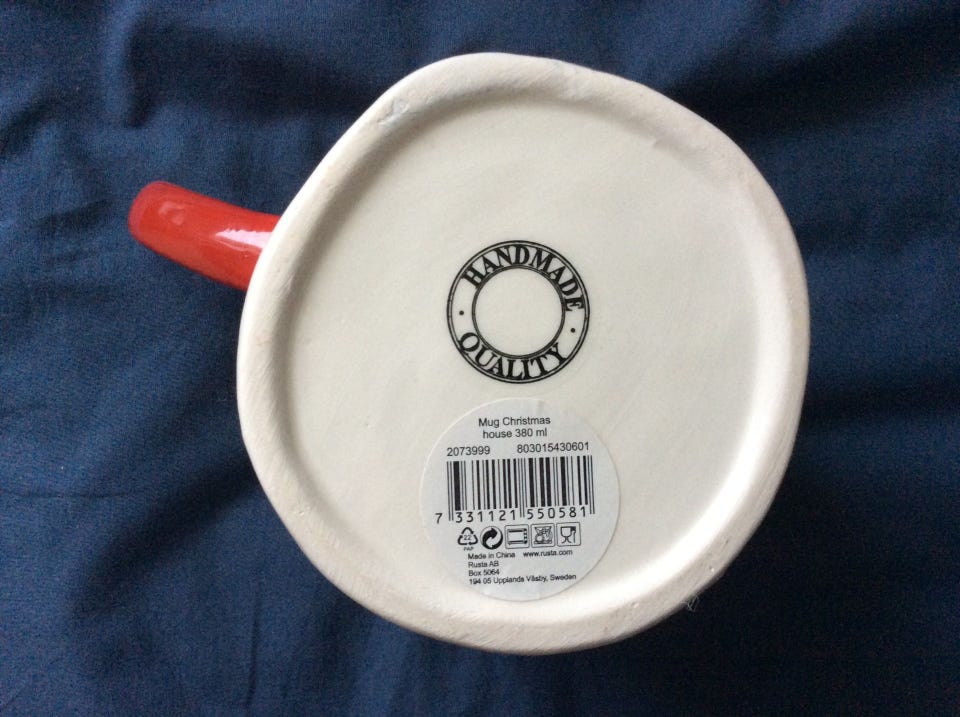 HANDMADE
QUALITY
Mug Christmas
house 380 ml
2073999 803015430601
7 331121 550581
22
PAP
Made in China www.rusta.com
Rusta AB
Box 5064
194 05 Upplands Väsby, Sweden